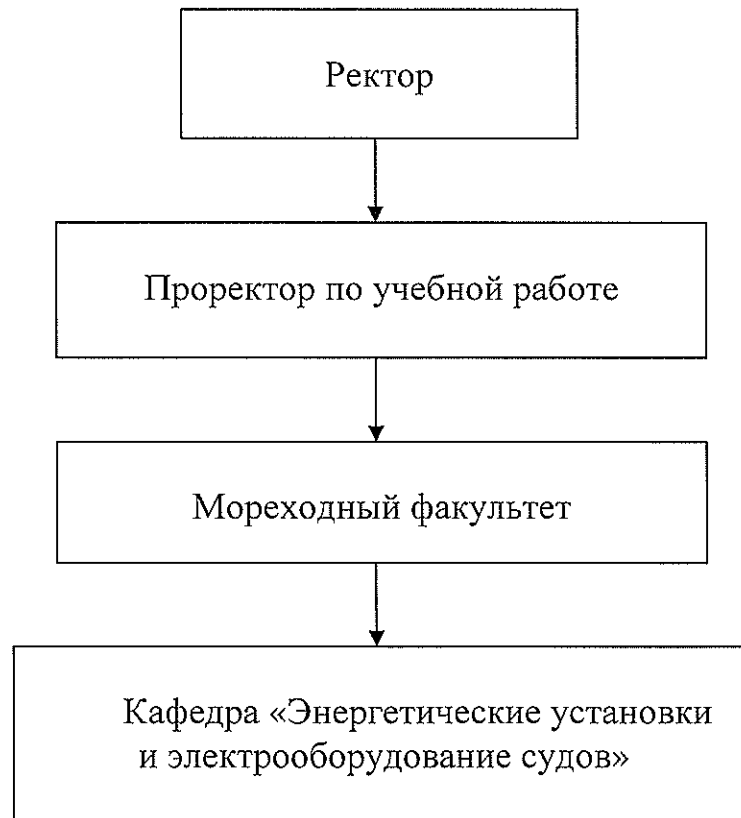 Ректор
Проректор по учебной работе
Мореходный факультет
Кафедра «Энергетические установки
и электрооборудование судов»